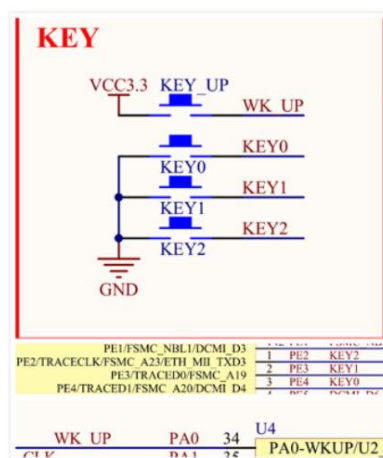 KEY
VCC3.3 KEY_UP
WK_UP
KEY0
KEY0
KEY1
KEY1
KEY2
KEY2
GND
PE1/FSMC_NBL1/DCMI_D3
PE2/TRACECLK/FSMC_A23/ETH_MII_TXD3 1 PE2 KEY2
PE3/TRACED0/FSMC_A19 2 PE3 KEY1
PE4/TRACED1/FSMC_A20/DCMI_D4 3 PE4 KEY0
U4
WK_UP PA0 34 PA0-WKUP/U2_